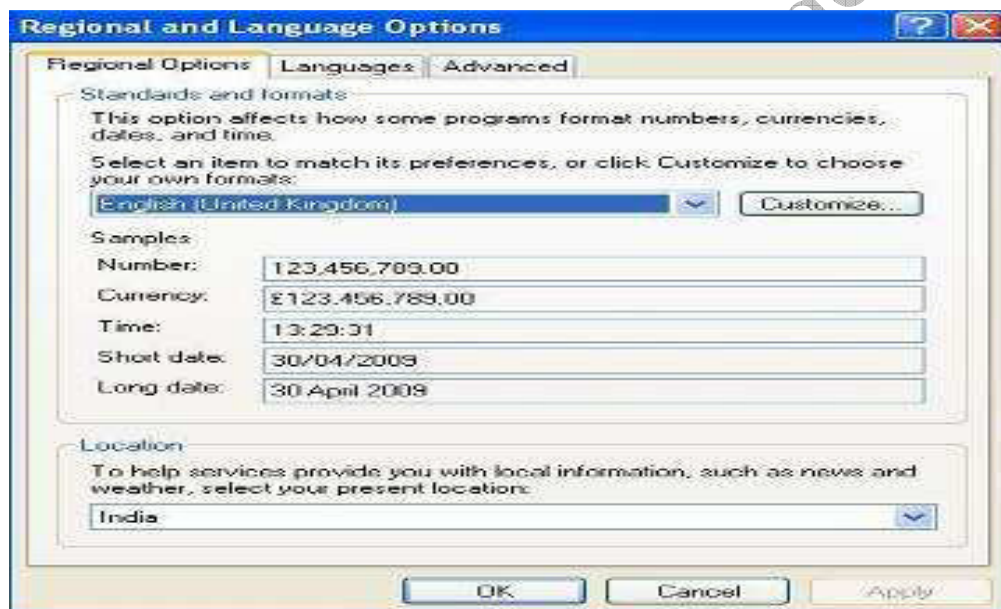 Regional and Language Options
Regional Options Languages Advanced
Standards and formats
This option affects how some programs format numbers, currencies,
dates, and time.
Select an item to match its preferences, or click Customize to choose
your own formats:
English (United Kingdom) Customize...
Samples
Number: 123,456,789.00
Currency: £123,456,789.00
Time: 13:29:31
Short date: 30/04/2009
Long date: 30 April 2009
Location
To help services provide you with local information, such as news and
weather, select your present location:
India
OK Cancel Apply